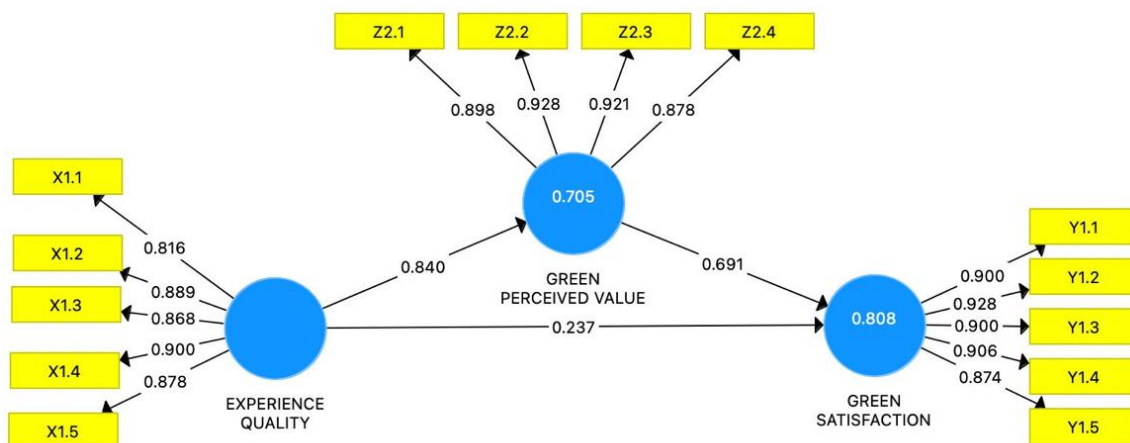 Z2.1
Z2.2
Z2.3
Z2.4
0.898
0.928
0.921
0.878
X1.1
X1.2
X1.3
X1.4
X1.5
0.816
0.889
0.868
0.900
0.878
EXPERIENCE
QUALITY
0.840
0.705
GREEN
PERCEIVED VALUE
0.691
0.237
0.808
GREEN
SATISFACTION
0.900
0.928
0.900
0.906
0.874
Y1.1
Y1.2
Y1.3
Y1.4
Y1.5